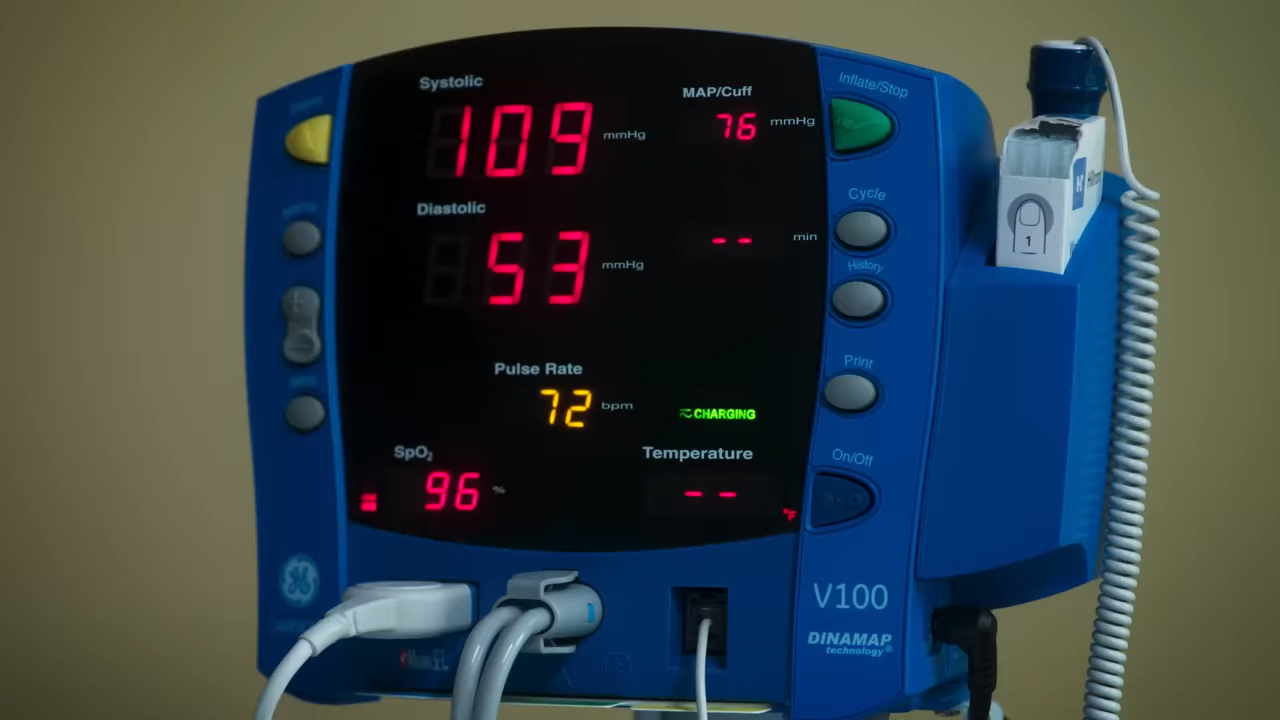 Systolic
109 mmHg
MAP/Cuff
76 mmHg
Inflate/Stop
Diastolic
53 mmHg
-- min
Cycle
History
Pulse Rate
72 bpm
CHARGING
Print
SpO₂
96 %
Temperature
-- °F
On/Off
GE
V100
DINAMAP
technology®
1